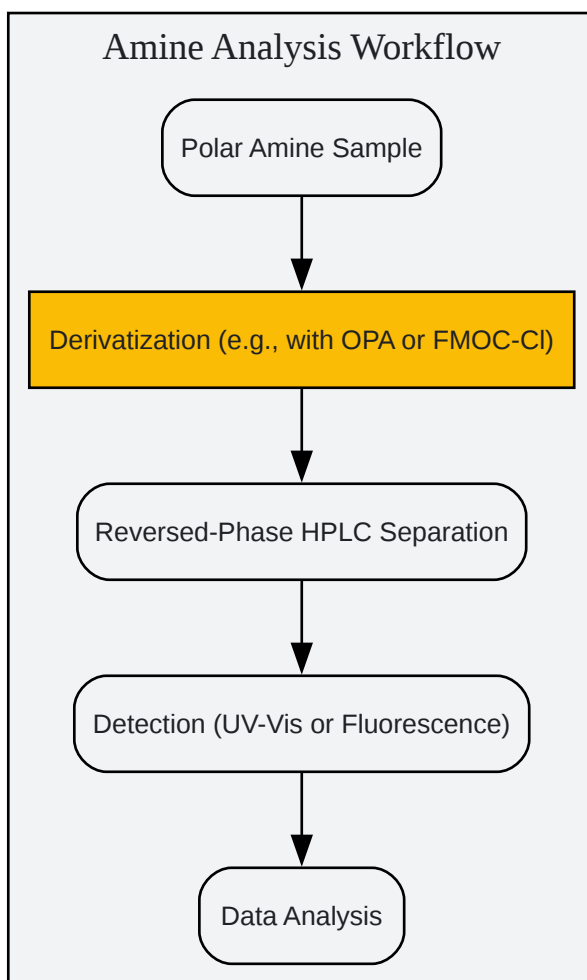 Amine Analysis Workflow
Polar Amine Sample
Derivatization (e.g., with OPA or FMOC-Cl)
Reversed-Phase HPLC Separation
Detection (UV-Vis or Fluorescence)
Data Analysis